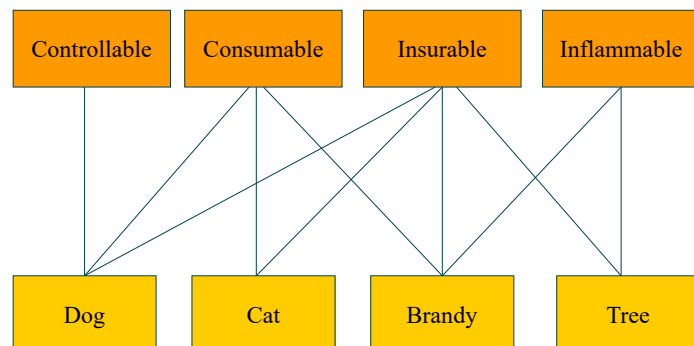 Controllable
Consumable
Insurable
Inflammable
Dog
Cat
Brandy
Tree